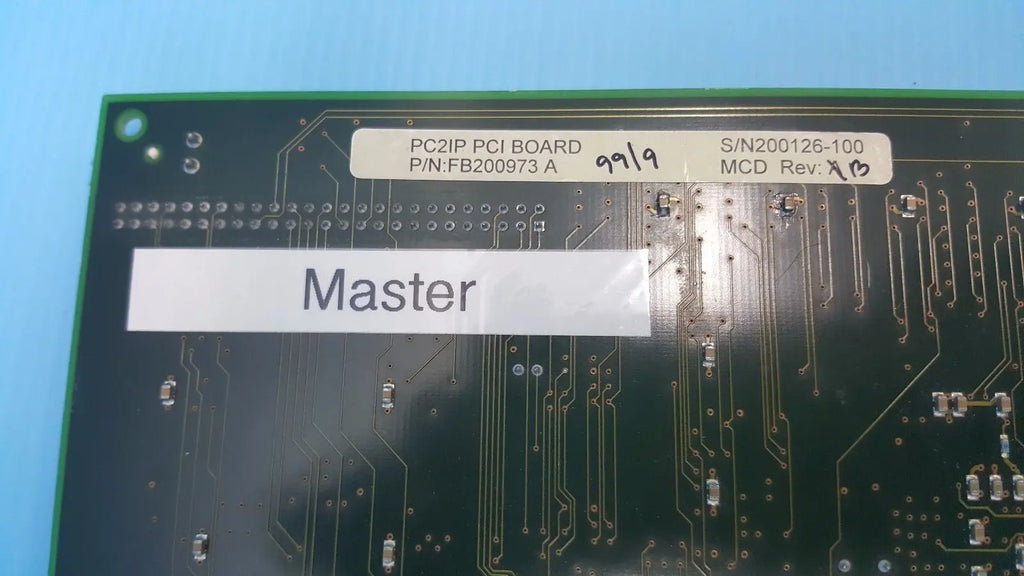 PC2IP PCI BOARD 99/9 S/N200126-100
P/N:FB200973 A MCD Rev: B
Master